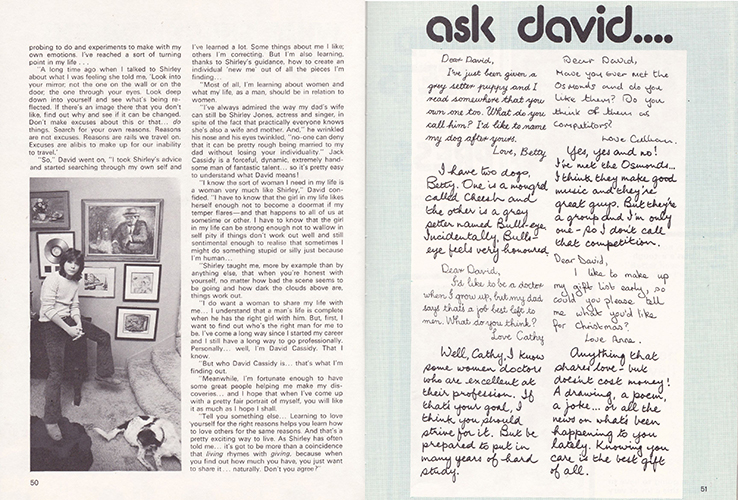 probing to do and experiments to make with my
own emotions. I've reached a sort of turning
point in my life . . .
"A long time ago when I talked to Shirley
about what I was feeling she told me, 'Look into
your mirror, not the one on the wall or on the
door; the one through your eyes. Look deep
down into yourself and see what's being re-
flected. If there's an image there that you don't
like, find out why and see if it can be changed.
Don't make excuses about this or that... do
things. Search for your own reasons. Reasons
are not excuses. Reasons are rails we travel on.
Excuses are alibis to make up for our inability
to travel.'
"So," David went on, "I took Shirley's advice
and started searching through my own self and
I've learned a lot. Some things about me I like;
others I'm correcting. But I'm also learning,
thanks to Shirley's guidance, how to create an
individual 'new me' out of all the pieces I'm
finding...
"Most of all, I'm learning about women and
what my life, as a man, should be in relation to
women.
"I've always admired the way my dad's wife
can still be Shirley Jones, actress and singer, in
spite of the fact that practically everyone knows
she's also a wife and mother. And," he wrinkled
his nose and his eyes twinkled, "no-one can deny
that it can be pretty rough being married to my
dad without losing your individuality." Jack
Cassidy is a forceful, dynamic, extremely hand-
some man of fantastic talent... so it's pretty easy
to understand what David means!
"I know the sort of woman I need in my life is
a woman very much like Shirley," David con-
fided. "I have to know that the girl in my life likes
herself enough not to become a doormat if my
temper flares—and that happens to all of us at
sometime or other. I have to know that the girl
in my life can be strong enough not to wallow in
self pity if things don't work out well and still
sentimental enough to realise that sometimes I
might do something stupid or silly just because
I'm human...
"Shirley taught me, more by example than by
anything else, that when you're honest with
yourself, no matter how bad the scene seems to
be going and how dark the clouds above are,
things work out.
"I do want a woman to share my life with
me... I understand that a man's life is complete
when he has the right girl with him. But, first, I
want to find out who's the right man for me to
be. I've come a long way since I started my career
and I still have a long way to go professionally.
Personally... well, I'm David Cassidy. That I
know.
"But who David Cassidy is... that's what I'm
finding out.
"Meanwhile, I'm fortunate enough to have
some great people helping me make my dis-
coveries... and I hope that when I've come up
with a pretty fair portrait of myself, you will like
it as much as I hope I shall.
"Tell you something else... Learning to love
yourself for the right reasons helps you learn how
to love others for the same reasons. And that's a
pretty exciting way to live. As Shirley has often
told me... it's got to be more than a coincidence
that living rhymes with giving, because when
you find out how much you have, you just want
to share it... naturally. Don't you agree?"
50
ask david....
Dear David,
I've just been given a
grey setter puppy and I
read somewhere that you
own one too. What do you
call him? I'd like to name
my dog after yours.
Love, Betty
I have two dogs,
Betty. One is a mongrel
called Cheesh and
the other is a grey
setter named Bullseye.
Incidentally, Bulls-
eye feels very honoured.
Dear David,
I'd like to be a doctor
when I grow up, but my dad
says that's a job best left to
men. What do you think?
Love Cathy
Well, Cathy, I know
some women doctors
who are excellent at
their profession. If
that's your goal, I
think you should
strive for it. But be
prepared to put in
many years of hard
study.
Dear David,
Have you ever met the
Osmonds and do you
like them? Do you
think of them as
competitors?
Love
Yes, yes and no!
I've met the Osmonds...
I think they make good
music and they're
great guys. But they're
a group and I'm only
one - so I don't call
that competition.
Dear David,
I like to make up
my gift list early, so
could you please tell
me what you'd like
for Christmas?
Love Anne.
Anything that
shares love - but
doesn't cost money!
A drawing, a poem,
a joke... or all the
news on what's been
happening to you
lately. Knowing you
care is the best gift
of all.
51